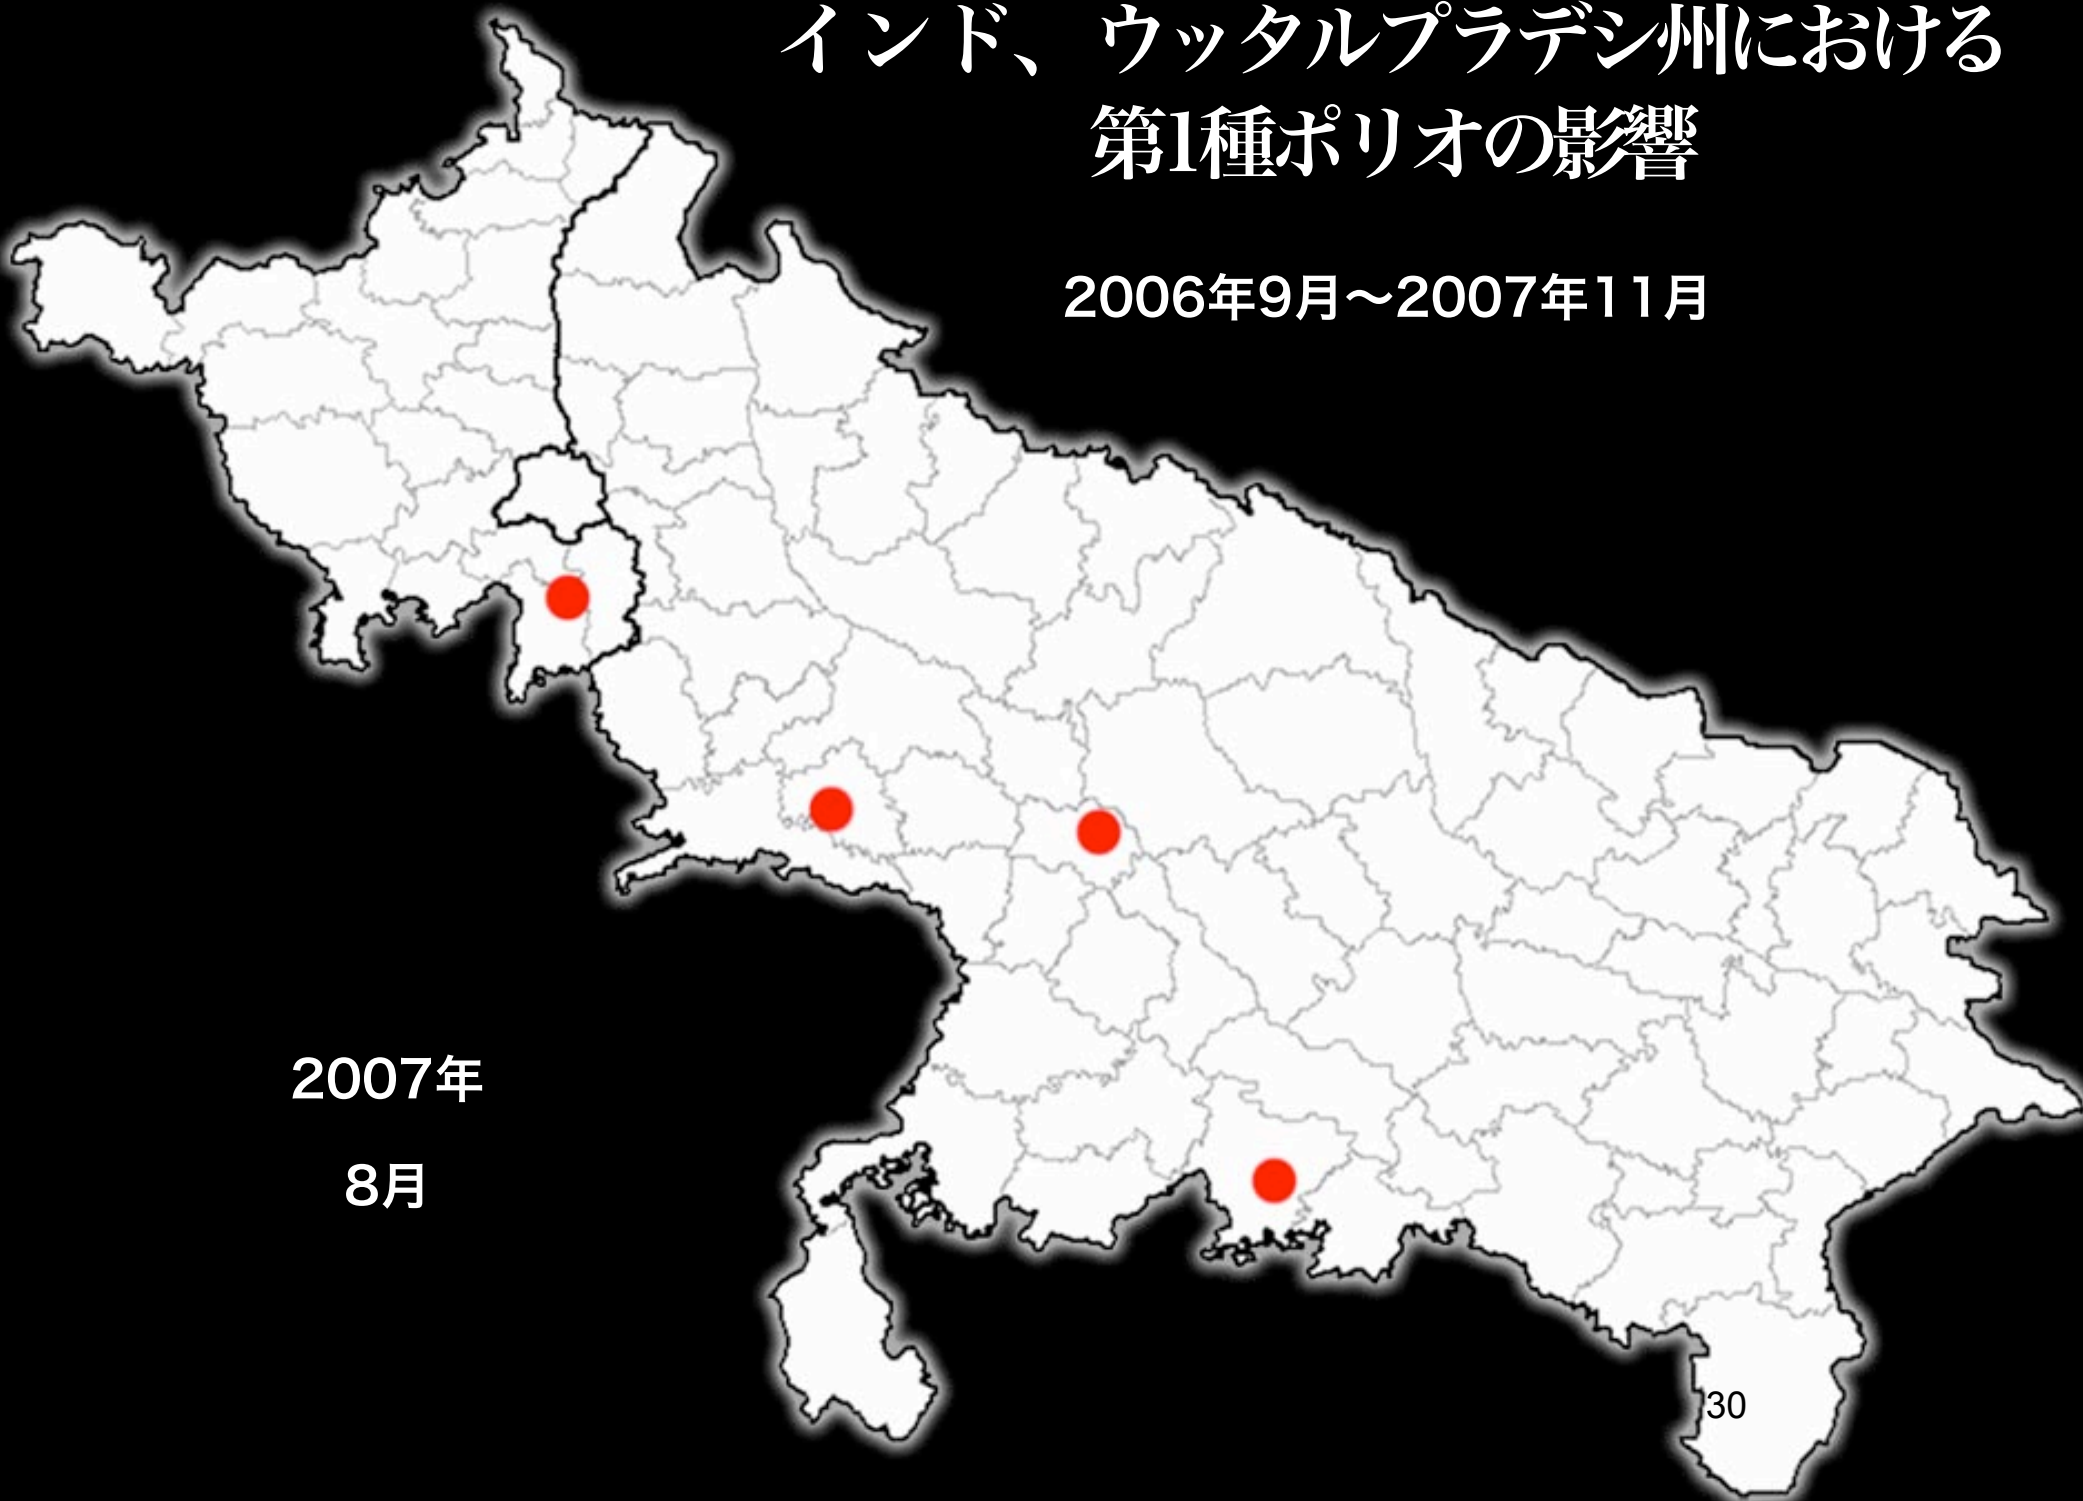 インド、ウッタルプラデシ州における
第1種ポリオの影響
2006年9月～2007年11月
2007年
8月
30